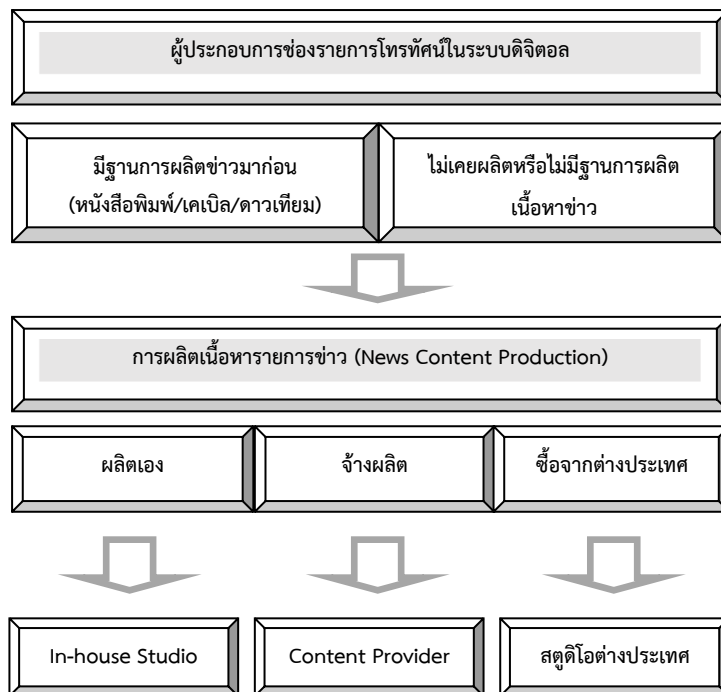 ผู้ประกอบการช่องรายการโทรทัศน์ในระบบดิจิตอล
มีฐานการผลิตข่าวมาก่อน
(หนังสือพิมพ์/เคเบิล/ดาวเทียม)
ไม่เคยผลิตหรือไม่มีฐานการผลิต
เนื้อหาข่าว
การผลิตเนื้อหารายการข่าว (News Content Production)
ผลิตเอง
จ้างผลิต
ซื้อจากต่างประเทศ
In-house Studio
Content Provider
สตูดิโอต่างประเทศ